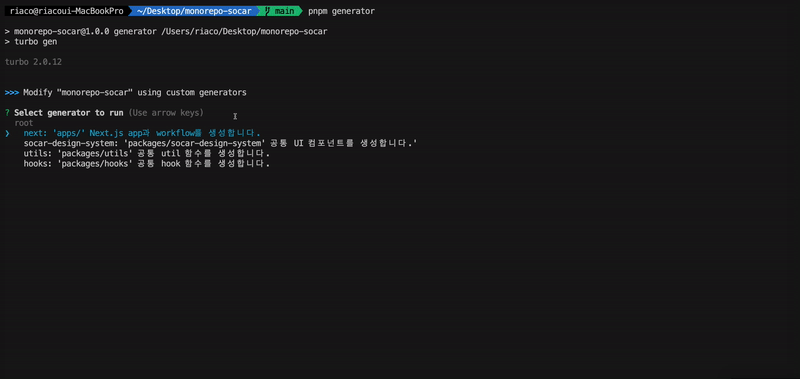 riaco@riacoui-MacBookPro ~/Desktop/monorepo-socar main pnpm generator
> monorepo-socar@1.0.0 generator /Users/riaco/Desktop/monorepo-socar
> turbo gen
turbo 2.0.12
>>> Modify "monorepo-socar" using custom generators
? Select generator to run (Use arrow keys)
root
❯ next: 'apps/' Next.js app과 workflow를 생성합니다.
socar-design-system: 'packages/socar-design-system' 공통 UI 컴포넌트를 생성합니다.'
utils: 'packages/utils' 공통 util 함수를 생성합니다.
hooks: 'packages/hooks' 공통 hook 함수를 생성합니다.